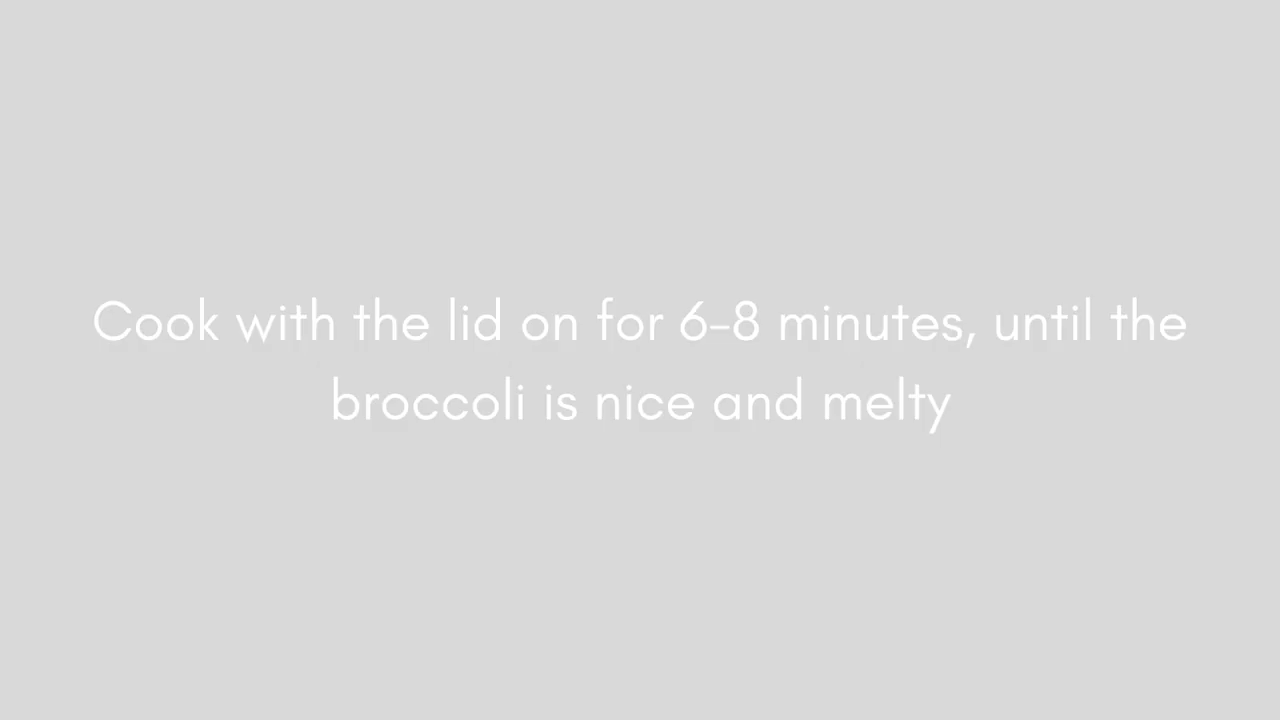 Cook with the lid on for 6-8 minutes, until the
broccoli is nice and melty